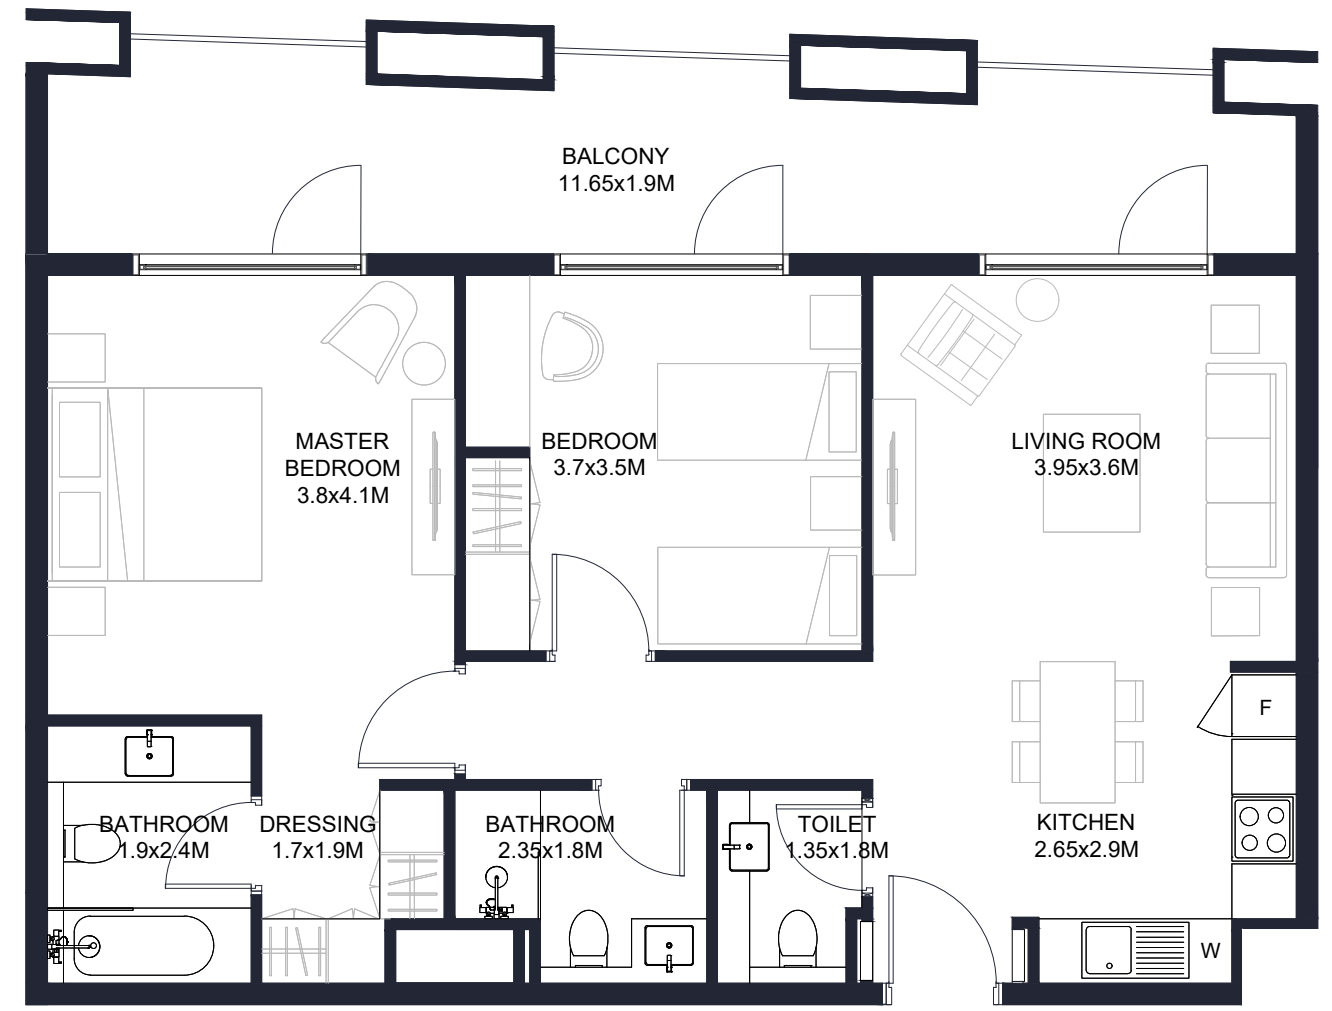 BALCONY
11.65x1.9M
MASTER
BEDROOM
3.8x4.1M
BEDROOM
3.7x3.5M
LIVING ROOM
3.95x3.6M
F
BATHROOM
1.9x2.4M
DRESSING
1.7x1.9M
BATHROOM
2.35x1.8M
TOILET
1.35x1.8M
KITCHEN
2.65x2.9M
W